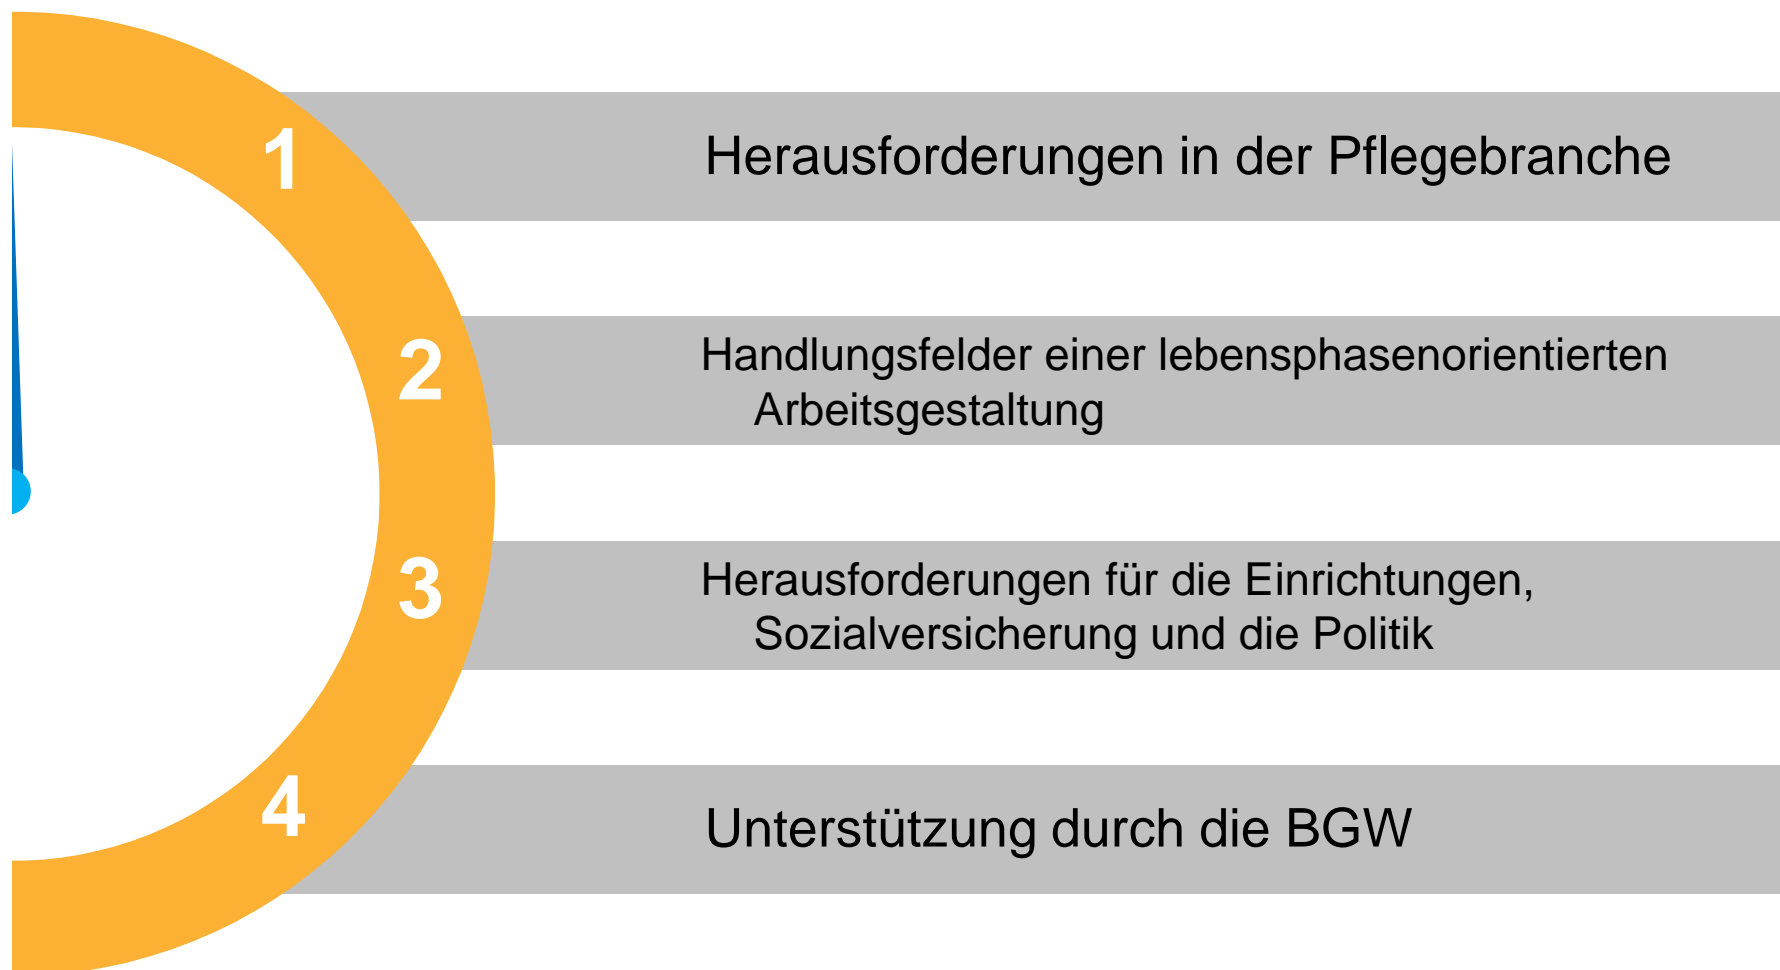 1
Herausforderungen in der Pflegebranche
2
Handlungsfelder einer lebensphasenorientierten
Arbeitsgestaltung
3
Herausforderungen für die Einrichtungen,
Sozialversicherung und die Politik
4
Unterstützung durch die BGW